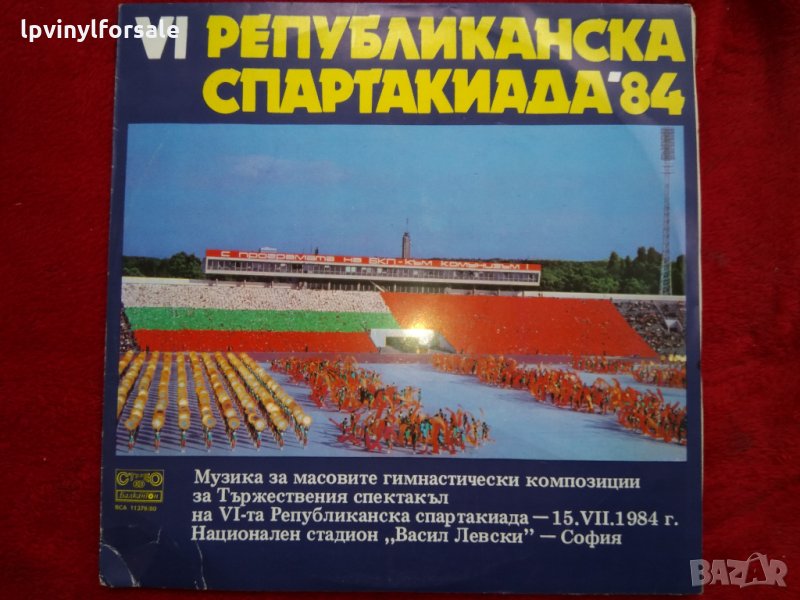 lpvinylforsale
VI РЕПУБЛИКАНСКА
СПАРТАКИАДА '84
С програмата на БКП - към комунизъм !
СТЕРЕО
Балкантон
ВСА 11379/80
Музика за масовите гимнастически композиции
за Тържествения спектакъл
на VI-та Републиканска спартакиада — 15.VII.1984 г.
Национален стадион „Васил Левски" — София
BAZAR